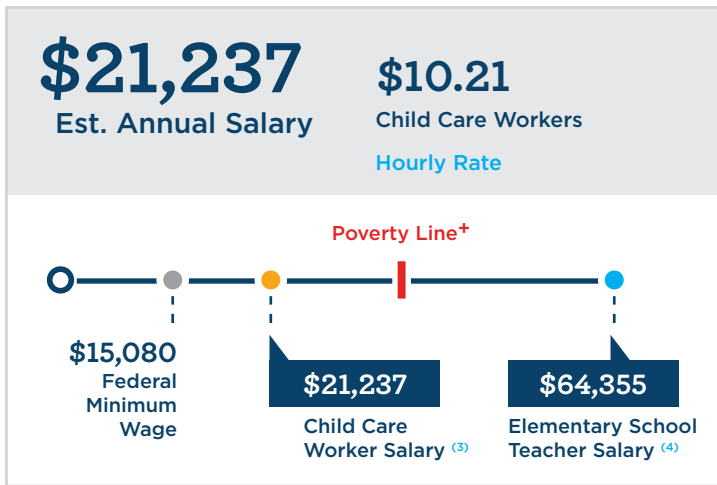 $21,237
Est. Annual Salary
$10.21
Child Care Workers
Hourly Rate
Poverty Line+
$15,080
Federal
Minimum
Wage
$21,237
Child Care
Worker Salary (3)
$64,355
Elementary School
Teacher Salary (4)